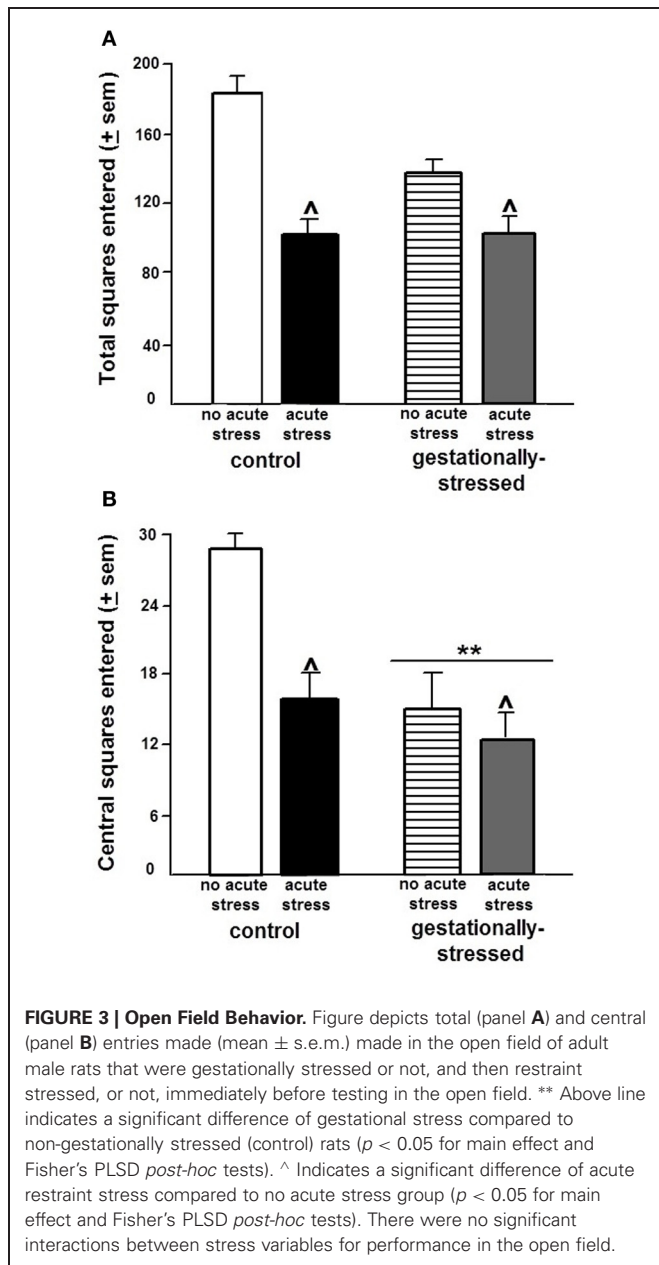 A
Total squares entered (± sem)
200
160
120
80
40
0
^
^
no acute stress
acute stress
no acute stress
acute stress
control
gestationally-stressed
B
Central squares entered (± sem)
30
24
18
12
6
0
^
**
^
no acute stress
acute stress
no acute stress
acute stress
control
gestationally-stressed
FIGURE 3 | Open Field Behavior. Figure depicts total (panel A) and central
(panel B) entries made (mean ± s.e.m.) made in the open field of adult
male rats that were gestationally stressed or not, and then restraint
stressed, or not, immediately before testing in the open field. ** Above line
indicates a significant difference of gestational stress compared to
non-gestationally stressed (control) rats (p < 0.05 for main effect and
Fisher's PLSD post-hoc tests). ^ Indicates a significant difference of acute
restraint stress compared to no acute stress group (p < 0.05 for main
effect and Fisher's PLSD post-hoc tests). There were no significant
interactions between stress variables for performance in the open field.